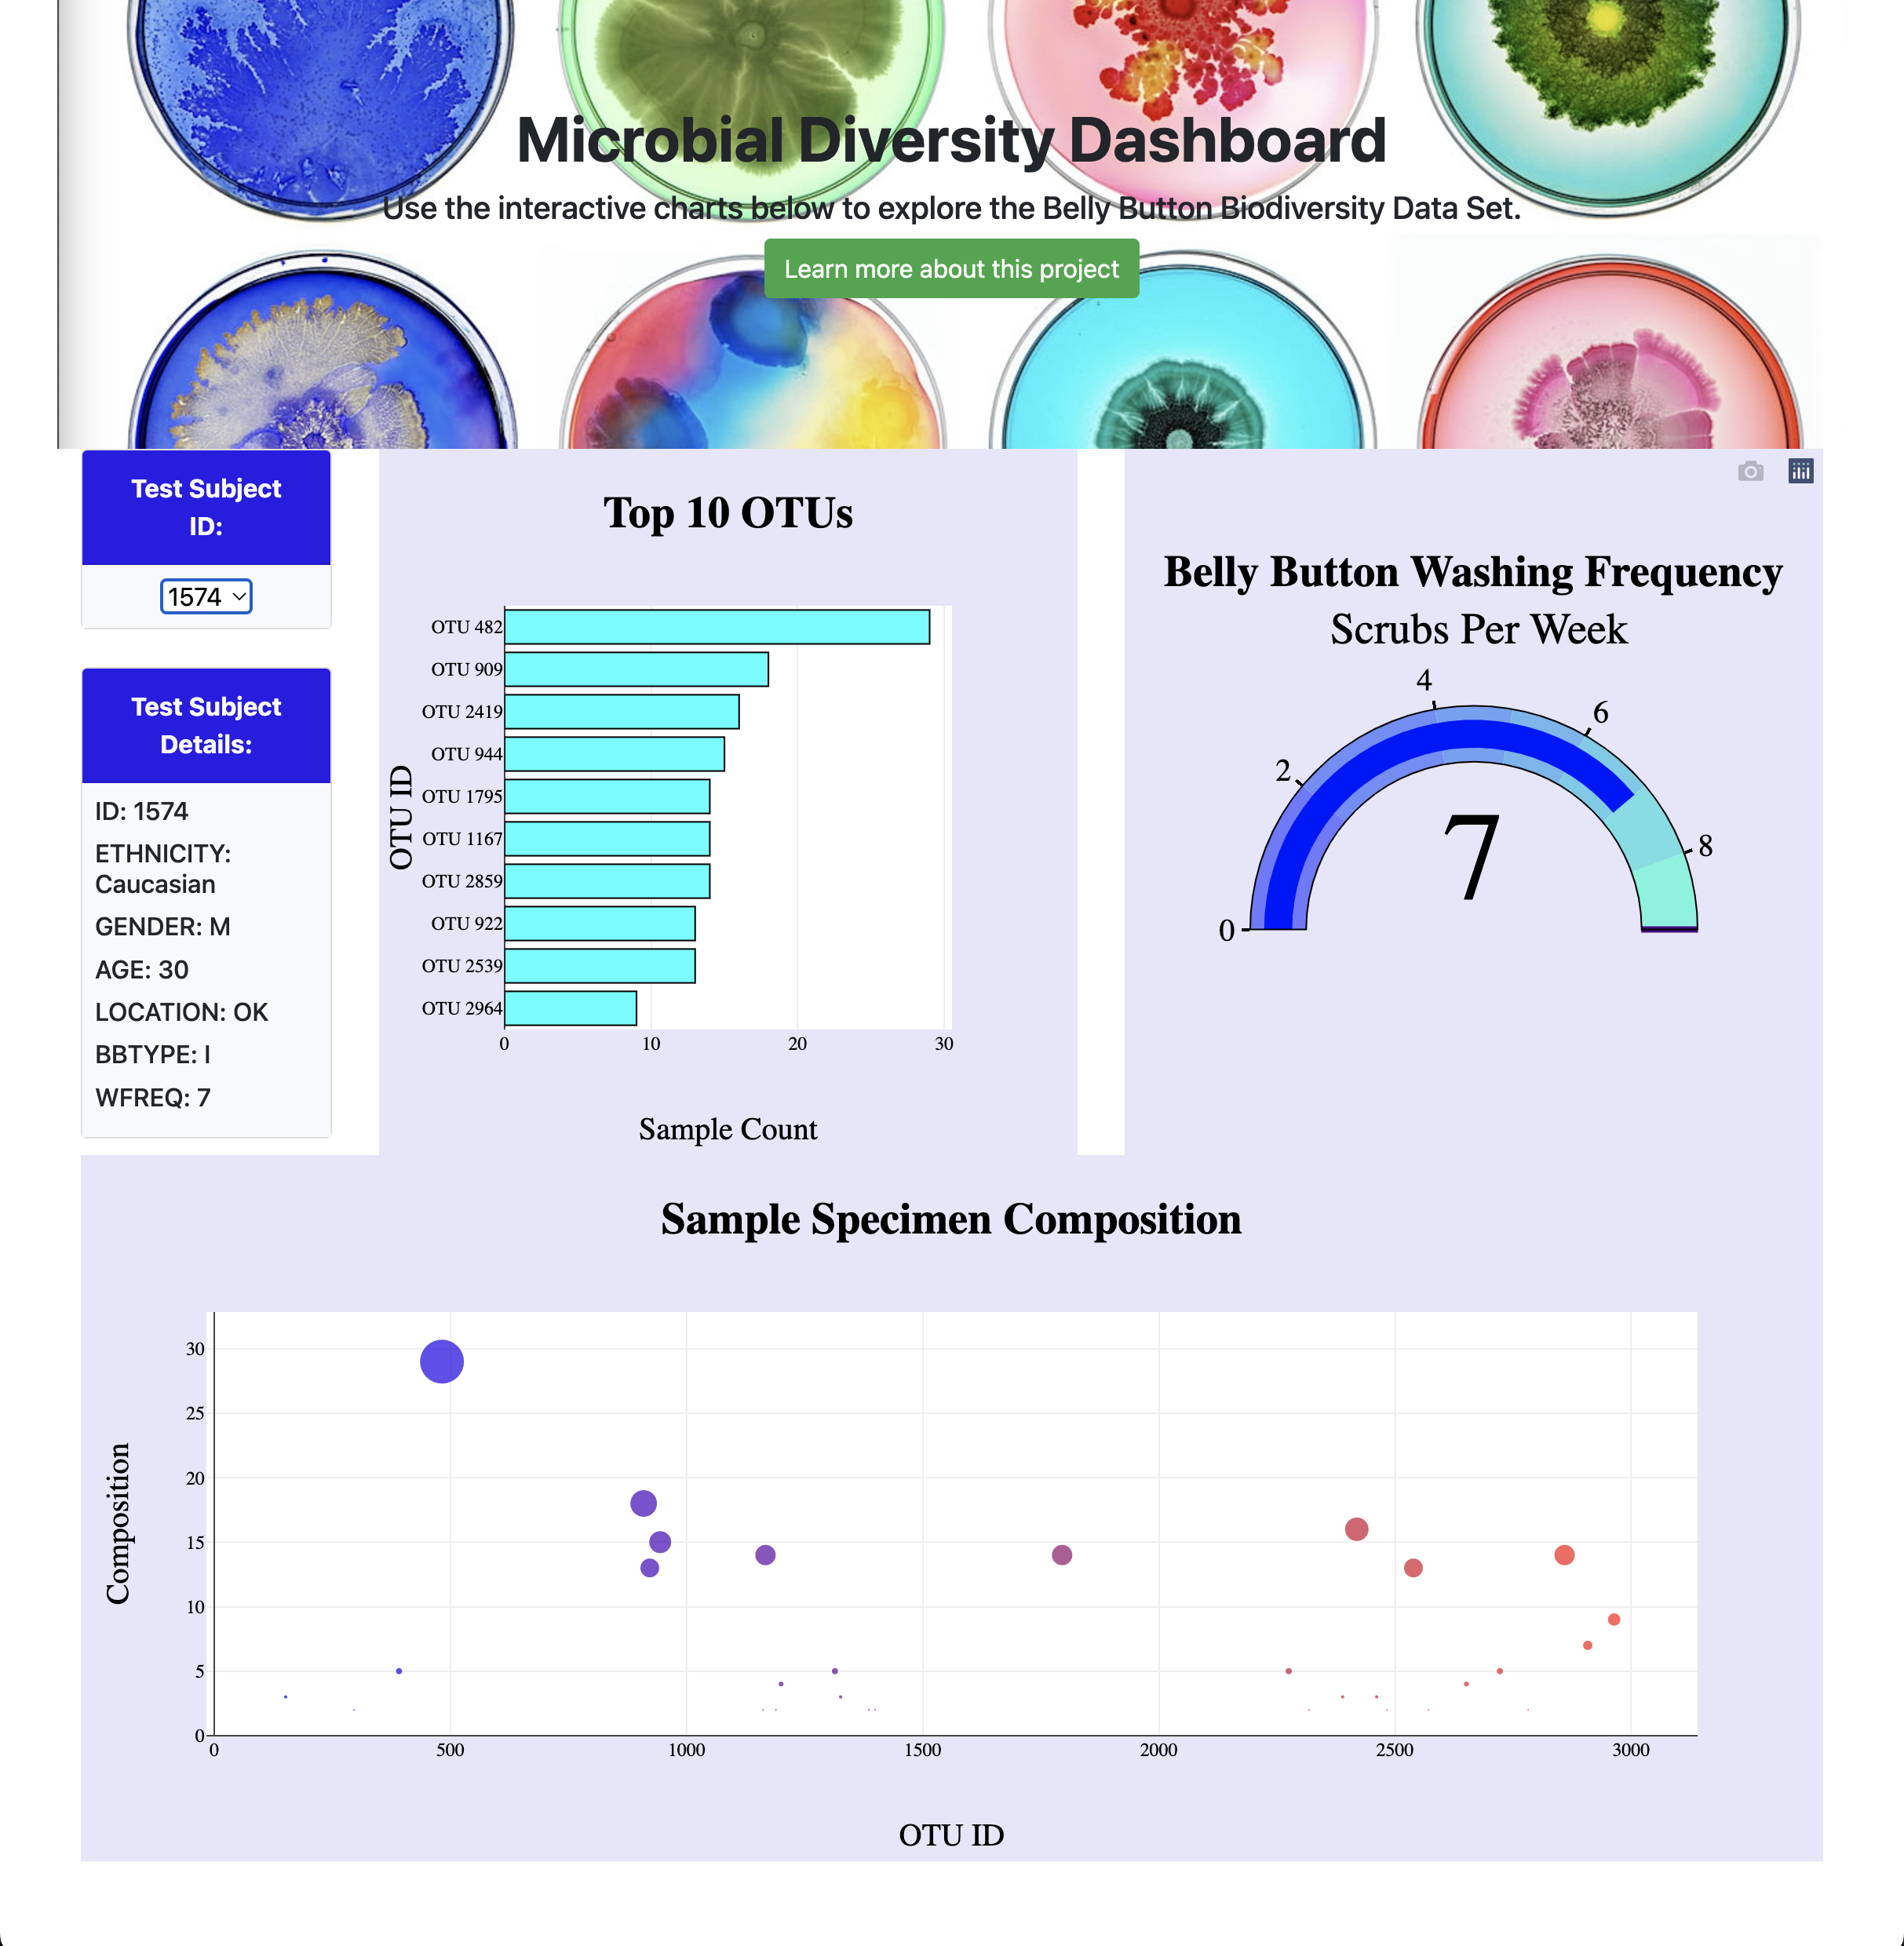 Microbial Diversity Dashboard
Use the interactive charts below to explore the Belly Button Biodiversity Data Set.
Learn more about this project
Test Subject
ID:
1574
Test Subject
Details:
ID: 1574
ETHNICITY:
Caucasian
GENDER: M
AGE: 30
LOCATION: OK
BBTYPE: I
WFREQ: 7
Top 10 OTUs
OTU ID
OTU 482
OTU 909
OTU 2419
OTU 944
OTU 1795
OTU 1167
OTU 2859
OTU 922
OTU 2539
OTU 2964
0 10 20 30
Sample Count
Belly Button Washing Frequency
Scrubs Per Week
0
2
4
6
8
7
Sample Specimen Composition
Composition
30
25
20
15
10
5
0
0 500 1000 1500 2000 2500 3000
OTU ID